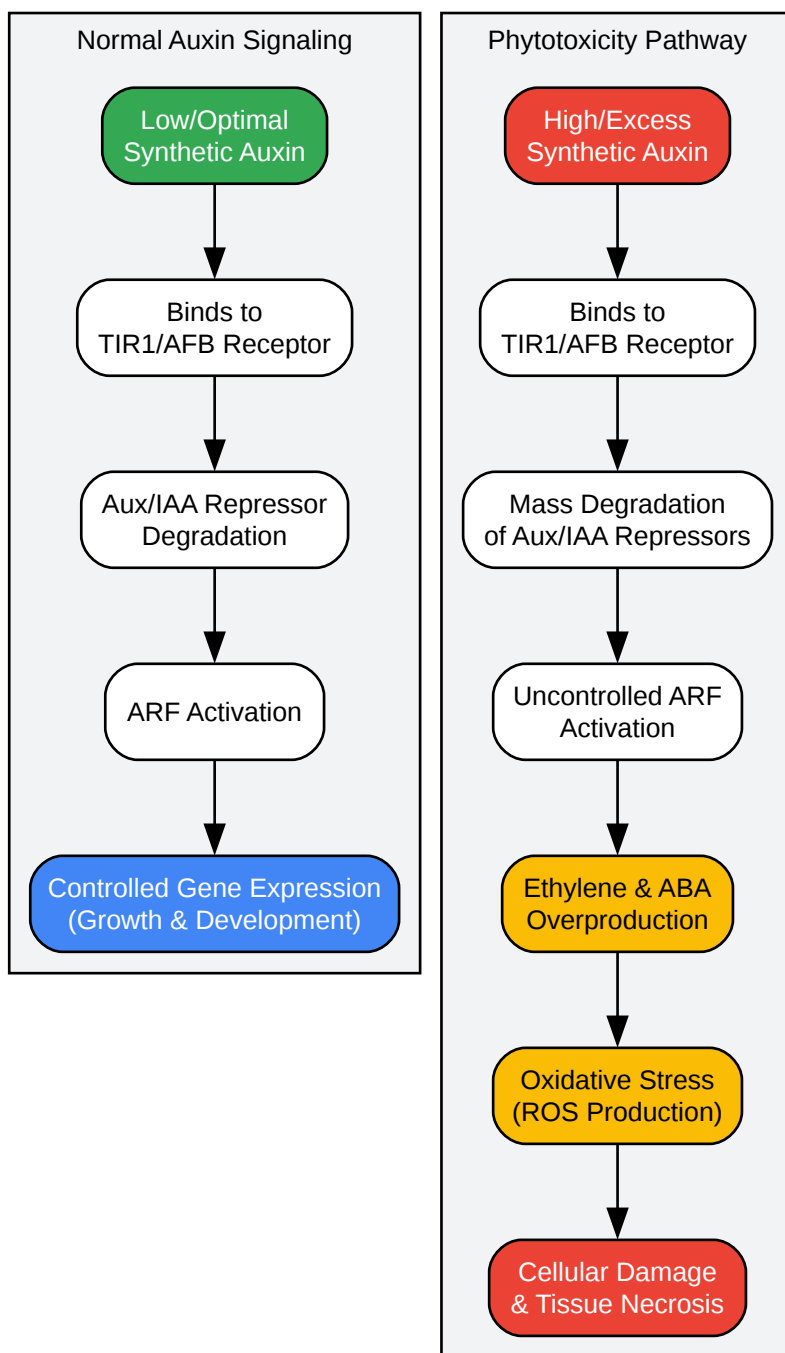 Normal Auxin Signaling
Low/Optimal
Synthetic Auxin
Binds to
TIR1/AFB Receptor
Aux/IAA Repressor
Degradation
ARF Activation
Controlled Gene Expression
(Growth & Development)
Phytotoxicity Pathway
High/Excess
Synthetic Auxin
Binds to
TIR1/AFB Receptor
Mass Degradation
of Aux/IAA Repressors
Uncontrolled ARF
Activation
Ethylene & ABA
Overproduction
Oxidative Stress
(ROS Production)
Cellular Damage
& Tissue Necrosis